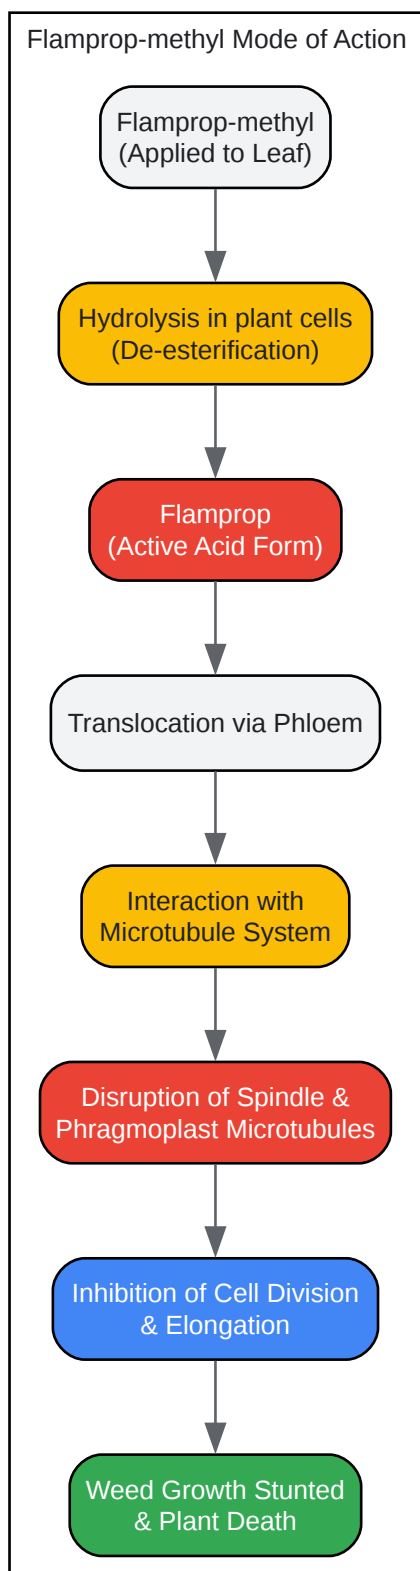 Flamprop-methyl Mode of Action
Flamprop-methyl
(Applied to Leaf)
Hydrolysis in plant cells
(De-esterification)
Flamprop
(Active Acid Form)
Translocation via Phloem
Interaction with
Microtubule System
Disruption of Spindle &
Phragmoplast Microtubules
Inhibition of Cell Division
& Elongation
Weed Growth Stunted
& Plant Death